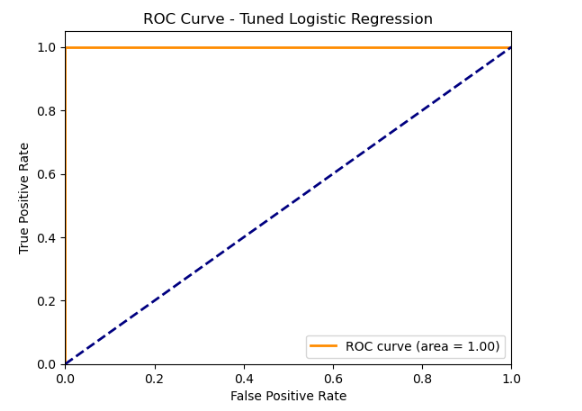 ROC Curve - Tuned Logistic Regression
1.0
0.8
0.6
0.4
0.2
0.0
True Positive Rate
ROC curve (area = 1.00)
0.0 0.2 0.4 0.6 0.8 1.0
False Positive Rate